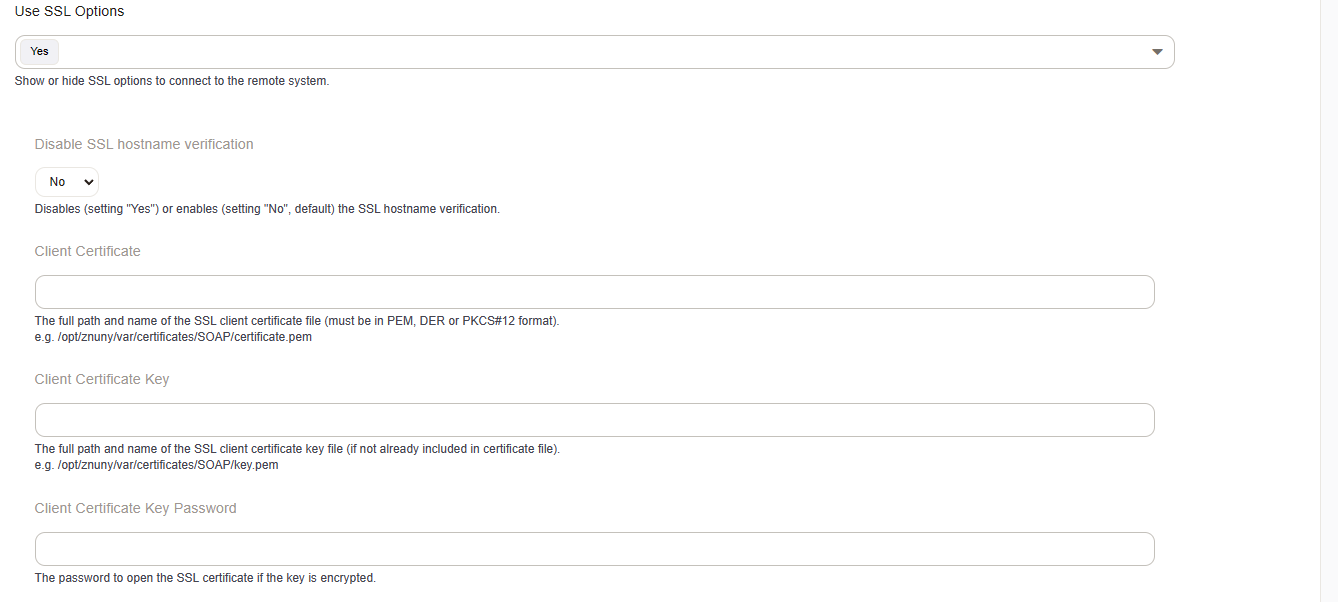 Use SSL Options
Yes
Show or hide SSL options to connect to the remote system.
Disable SSL hostname verification
No
Disables (setting "Yes") or enables (setting "No", default) the SSL hostname verification.
Client Certificate
The full path and name of the SSL client certificate file (must be in PEM, DER or PKCS#12 format).
e.g. /opt/znuny/var/certificates/SOAP/certificate.pem
Client Certificate Key
The full path and name of the SSL client certificate key file (if not already included in certificate file).
e.g. /opt/znuny/var/certificates/SOAP/key.pem
Client Certificate Key Password
The password to open the SSL certificate if the key is encrypted.